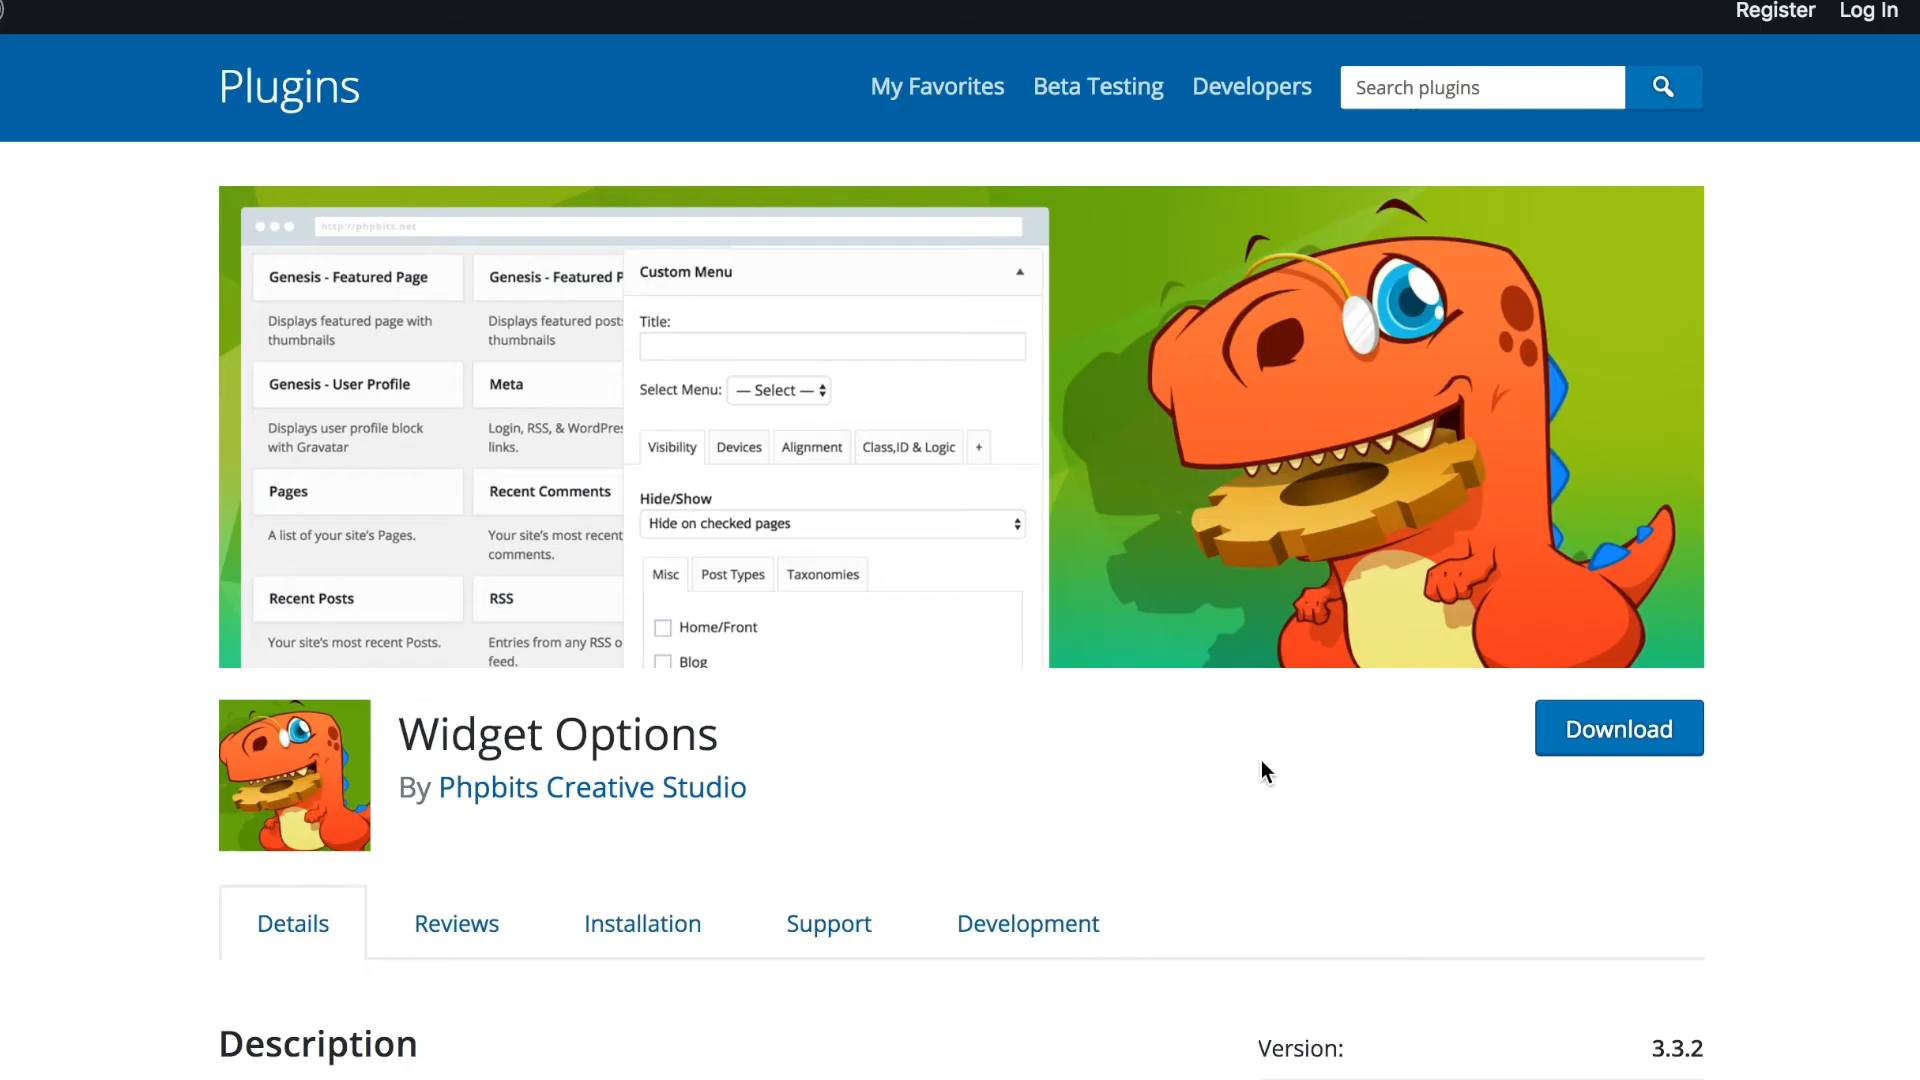 Register Log In
Plugins
My Favorites Beta Testing Developers Search plugins
http://phpbits.net
Genesis - Featured Page
Displays featured page with
thumbnails
Genesis - User Profile
Displays user profile block
with Gravatar
Pages
A list of your site's Pages.
Recent Posts
Your site's most recent Posts.
Genesis - Featured P
Displays featured posts
thumbnails
Meta
Login, RSS, & WordPres
links.
Recent Comments
Your site's most recent
comments.
RSS
Entries from any RSS o
feed.
Custom Menu
Title:
Select Menu: — Select —
Visibility Devices Alignment Class,ID & Logic +
Hide/Show
Hide on checked pages
Misc Post Types Taxonomies
Home/Front
Blog
Widget Options
By Phpbits Creative Studio
Download
Details Reviews Installation Support Development
Description
Version: 3.3.2